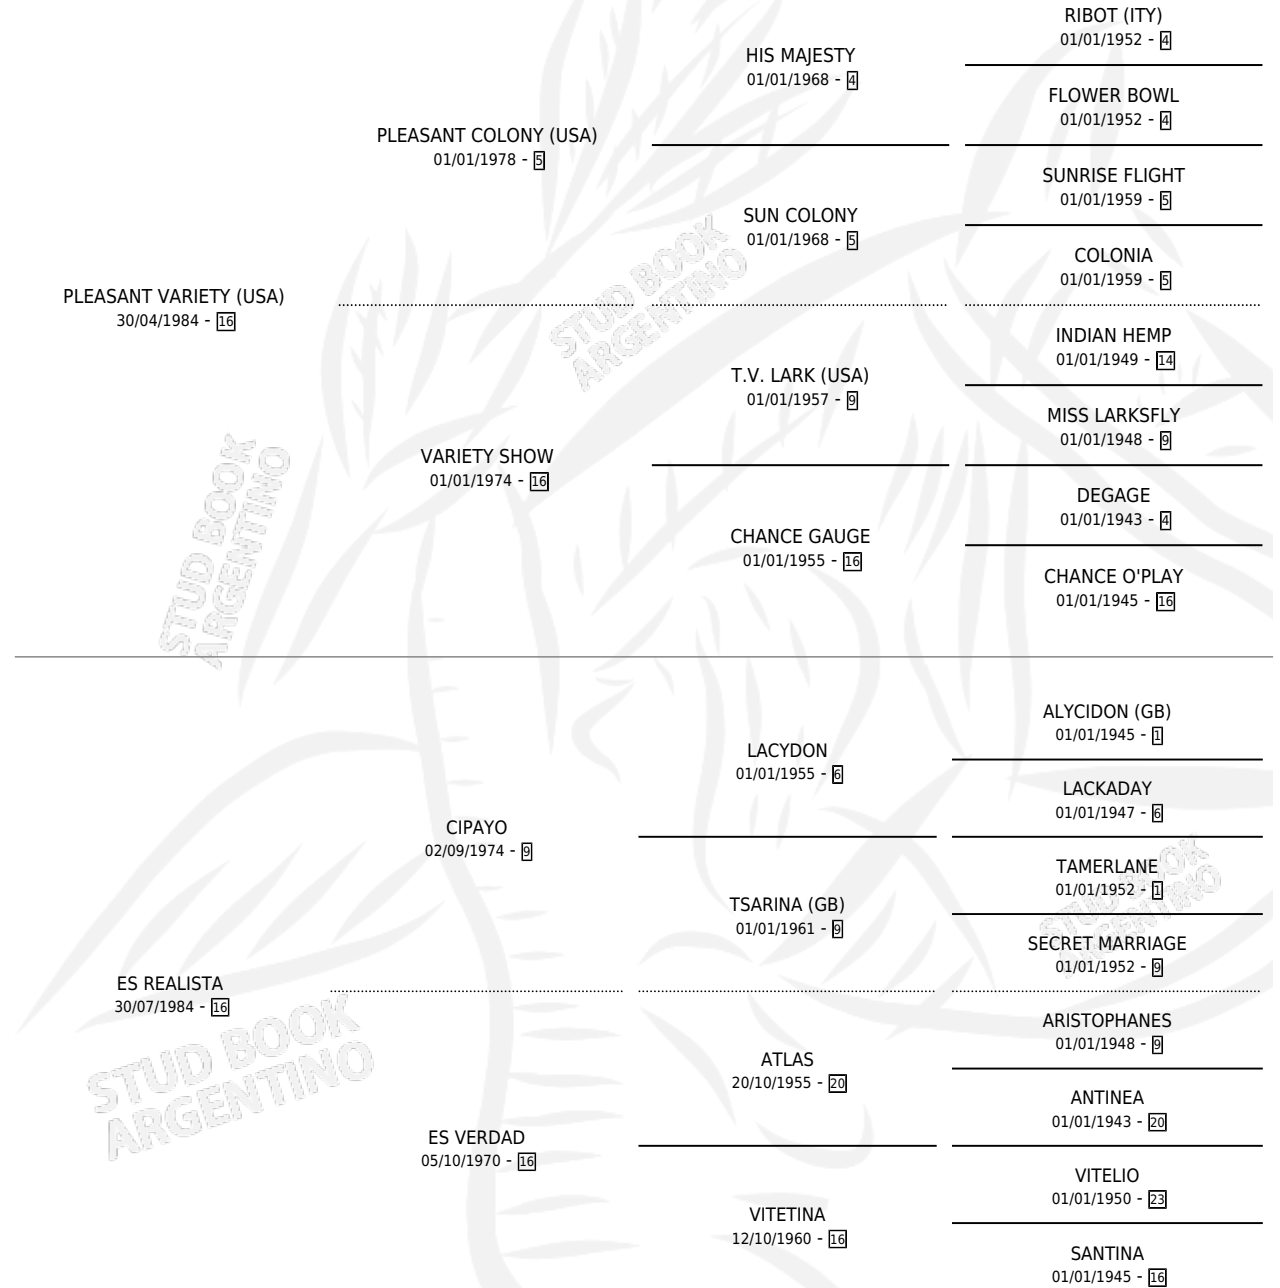 RIBOT (ITY)
01/01/1952 - 4
HIS MAJESTY
01/01/1968 - 4
FLOWER BOWL
01/01/1952 - 4
PLEASANT COLONY (USA)
01/01/1978 - 5
SUNRISE FLIGHT
01/01/1959 - 5
SUN COLONY
01/01/1968 - 5
COLONIA
01/01/1959 - 5
PLEASANT VARIETY (USA)
30/04/1984 - 16
STUD BOOK
ARGENTINO
INDIAN HEMP
01/01/1949 - 14
T.V. LARK (USA)
01/01/1957 - 9
MISS LARKSFLY
01/01/1948 - 9
VARIETY SHOW
01/01/1974 - 16
DEGAGE
01/01/1943 - 4
CHANCE GAUGE
01/01/1955 - 16
CHANCE O'PLAY
01/01/1945 - 16
STUD BOOK
ARGENTINO
ALYCIDON (GB)
01/01/1945 - 1
LACYDON
01/01/1955 - 6
LACKADAY
01/01/1947 - 6
CIPAYO
02/09/1974 - 9
TAMERLANE
01/01/1952 - 1
TSARINA (GB)
01/01/1961 - 9
SECRET MARRIAGE
01/01/1952 - 9
STUD BOOK
ARGENTINO
ES REALISTA
30/07/1984 - 16
ARISTOPHANES
01/01/1948 - 9
ATLAS
20/10/1955 - 20
ANTINEA
01/01/1943 - 20
STUD BOOK
ARGENTINO
ES VERDAD
05/10/1970 - 16
VITELIO
01/01/1950 - 23
VITETINA
12/10/1960 - 16
SANTINA
01/01/1945 - 16